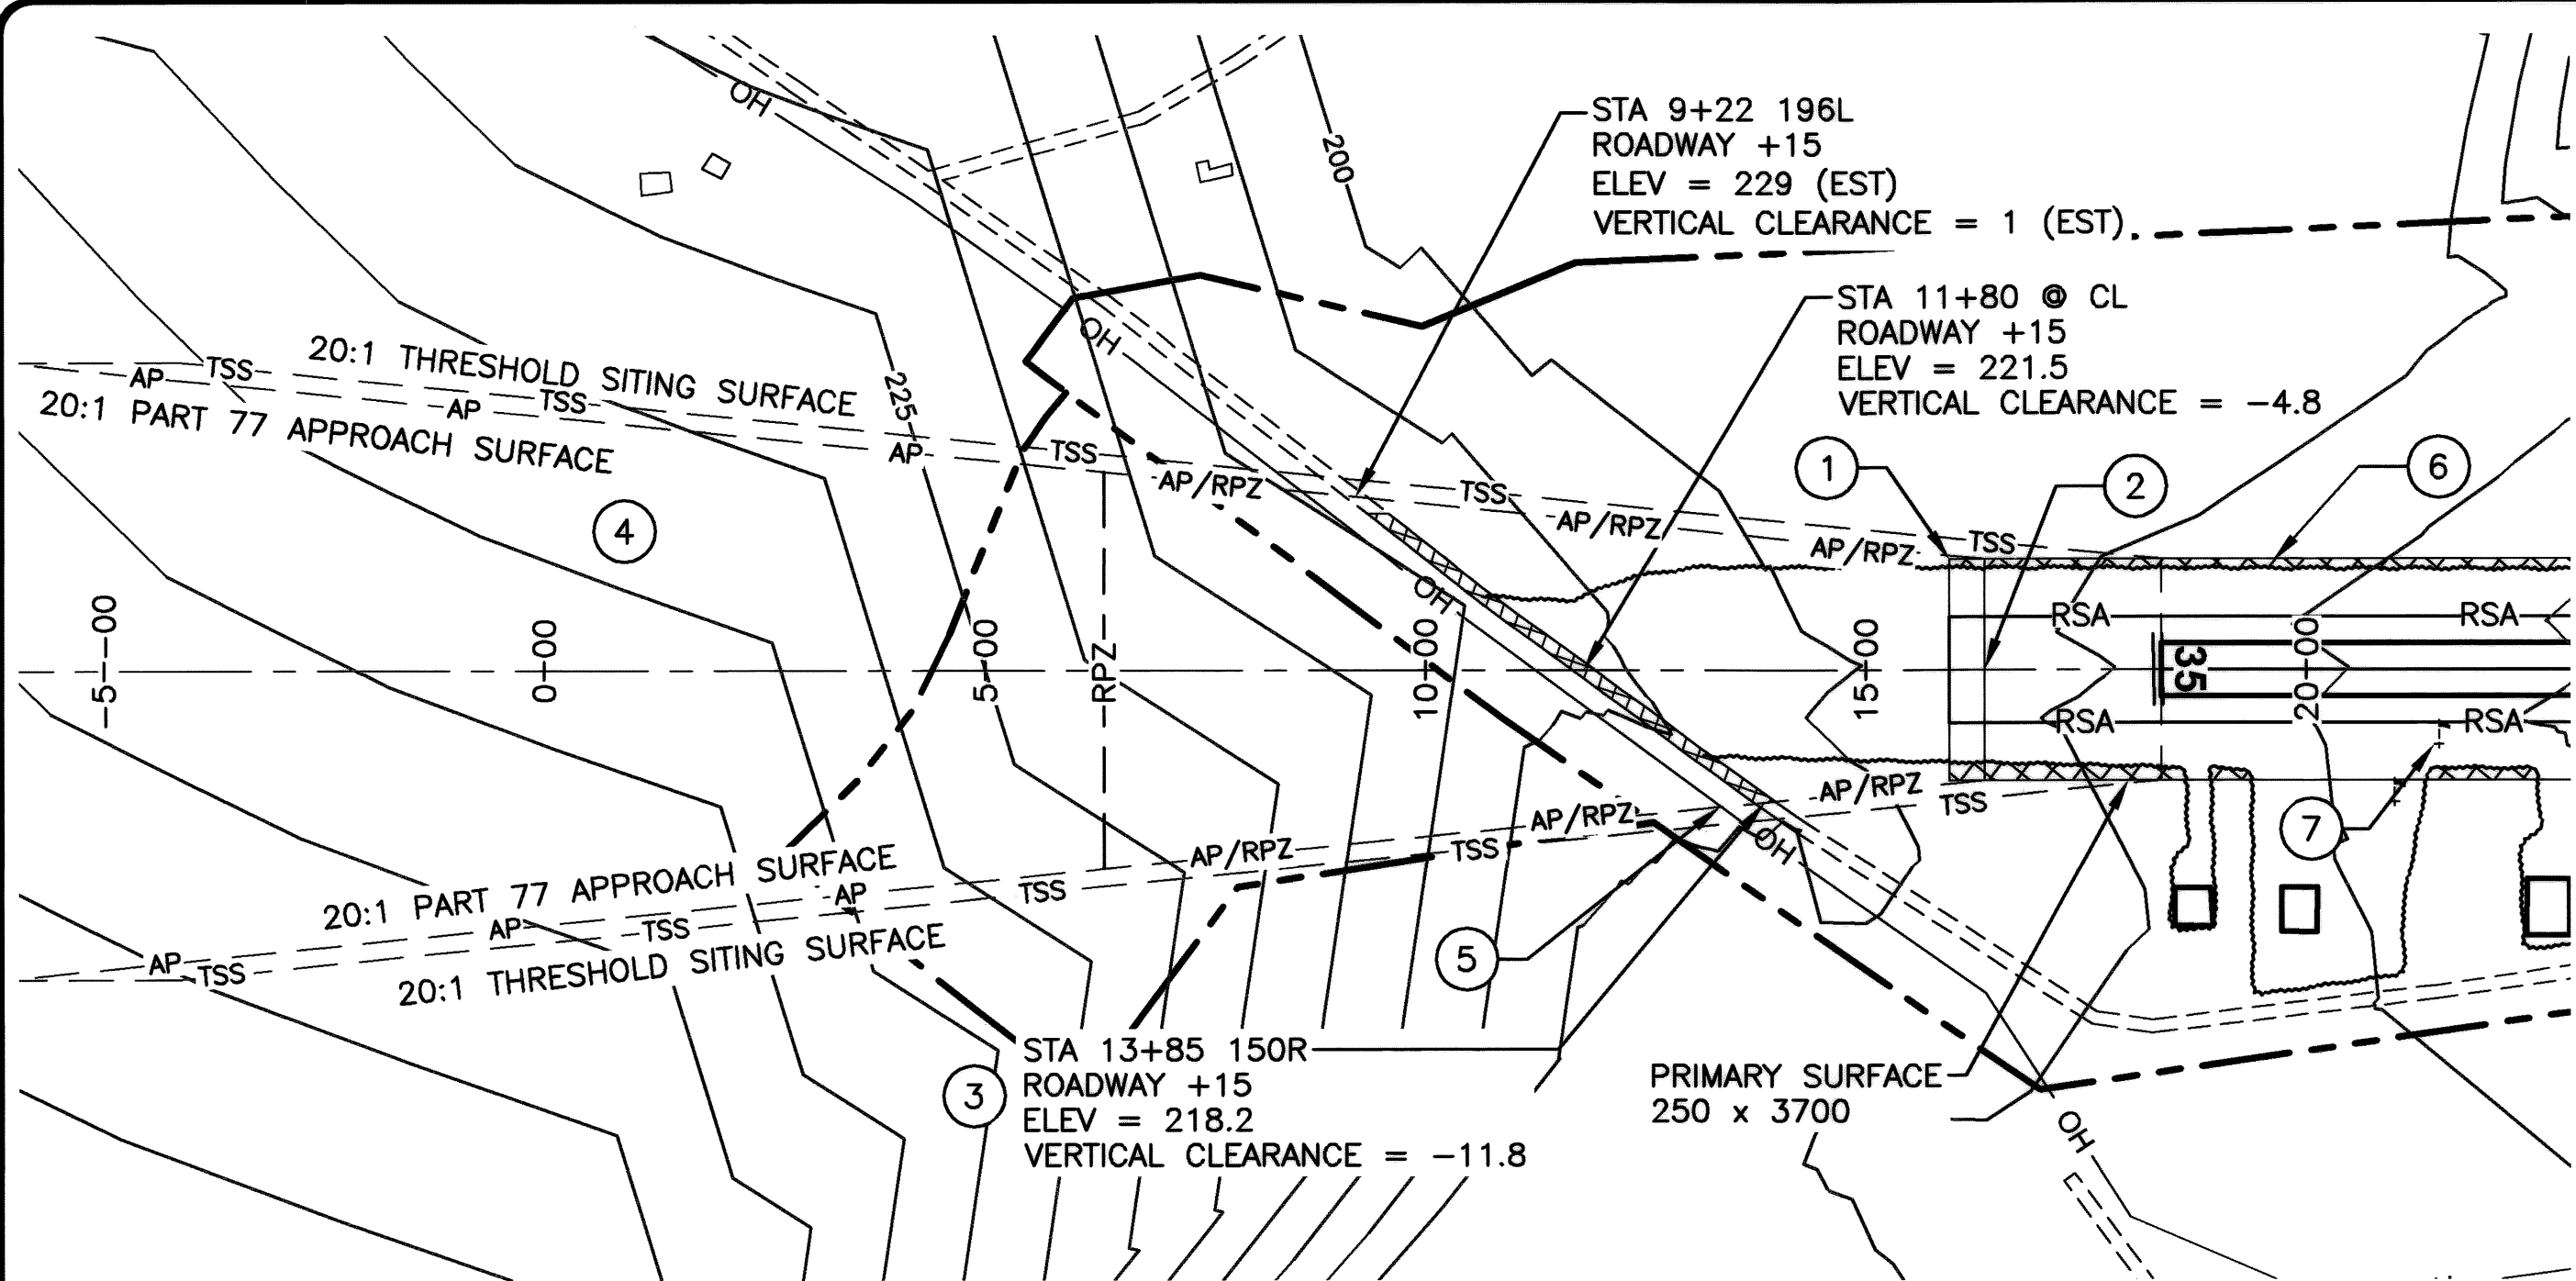 OH
200
STA 9+22 196L
ROADWAY +15
ELEV = 229 (EST)
VERTICAL CLEARANCE = 1 (EST)
STA 11+80 @ CL
ROADWAY +15
ELEV = 221.5
VERTICAL CLEARANCE = -4.8
OH
20:1 THRESHOLD SITING SURFACE
TSS
AP
TSS
AP
225
20:1 PART 77 APPROACH SURFACE
AP
TSS
AP/RPZ
TSS
AP/RPZ
AP/RPZ
TSS
1
2
6
4
OH
RSA
RSA
-5+00
0+00
5+00
RPZ
10+00
15+00
35
20+00
RSA
RSA
7
AP/RPZ
TSS
AP/RPZ
TSS
AP/RPZ
TSS
OH
20:1 PART 77 APPROACH SURFACE
AP
TSS
AP
TSS
AP
TSS
20:1 THRESHOLD SITING SURFACE
5
3
STA 13+85 150R
ROADWAY +15
ELEV = 218.2
VERTICAL CLEARANCE = -11.8
PRIMARY SURFACE
250 x 3700
OH